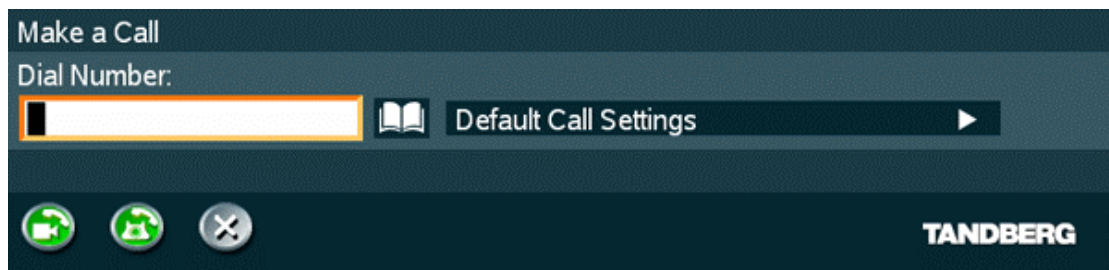 Make a Call
Dial Number:
Default Call Settings
TANDBERG